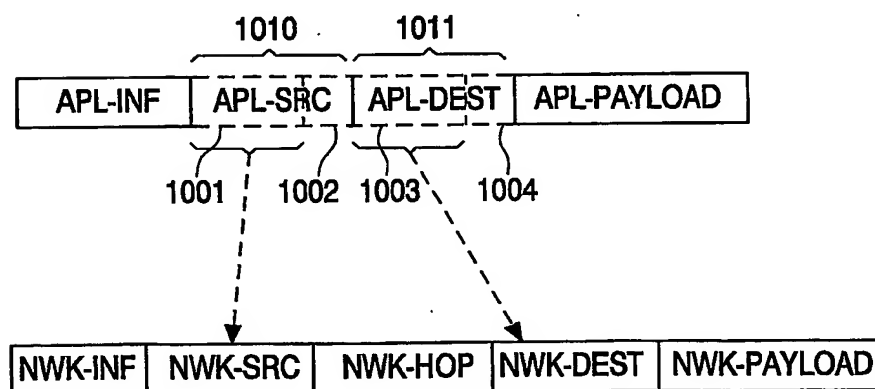 1010 1011
APL-INF APL-SRC APL-DEST APL-PAYLOAD
1001 1002 1003 1004
NWK-INF NWK-SRC NWK-HOP NWK-DEST NWK-PAYLOAD